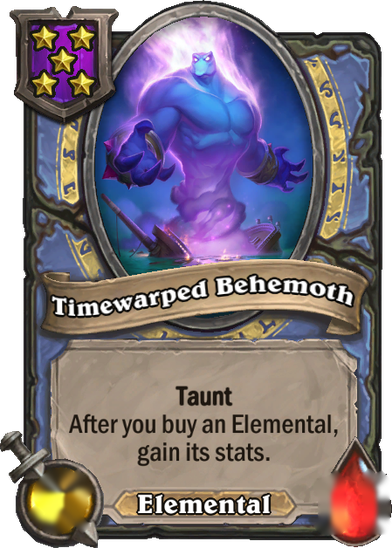 Timewarped Behemoth
Taunt
After you buy an Elemental,
gain its stats.
Elemental